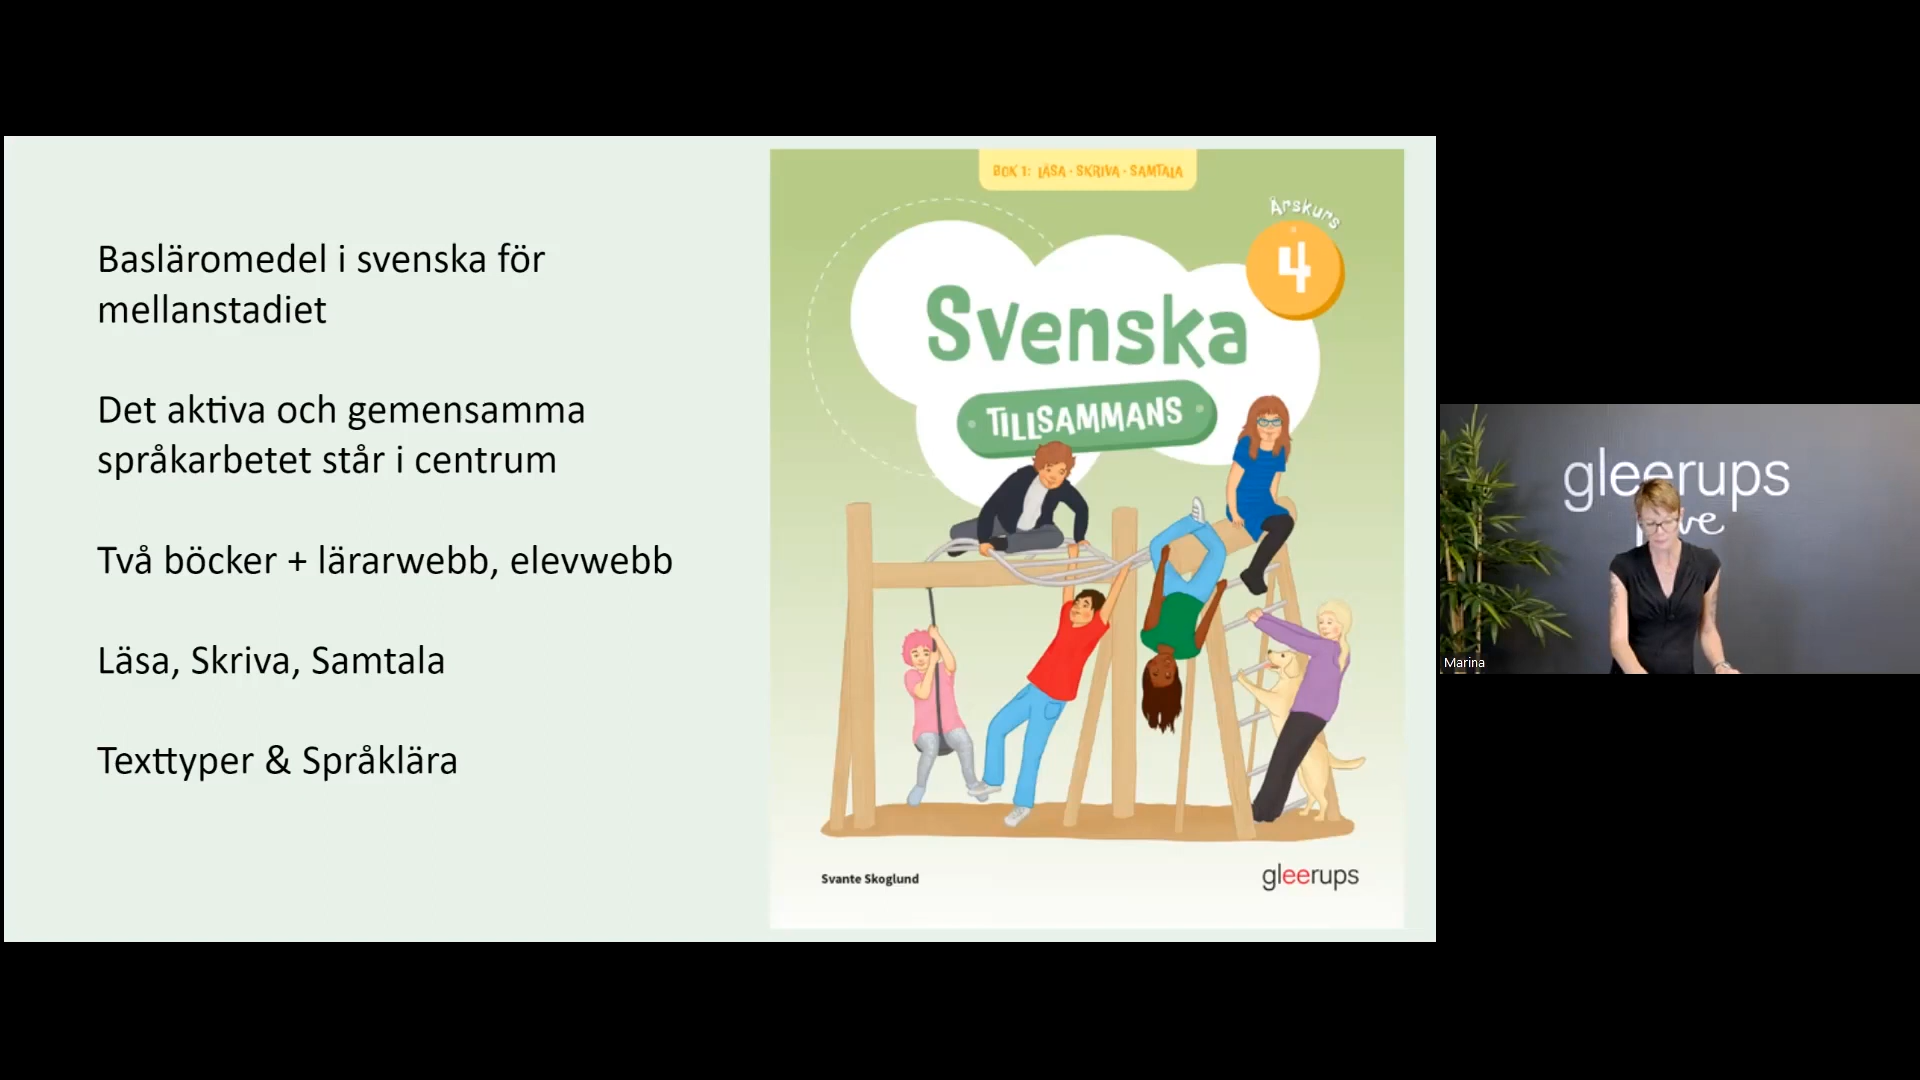 Basläromedel i svenska för
mellanstadiet
Det aktiva och gemensamma
språkarbetet står i centrum
Två böcker + lärarwebb, elevwebb
Läsa, Skriva, Samtala
Texttyper & Språklära
BOK 1: LÄSA · SKRIVA · SAMTALA
Årskurs
4
Svenska
TILLSAMMANS
Svante Skoglund
gleerups
gleerups
Marina